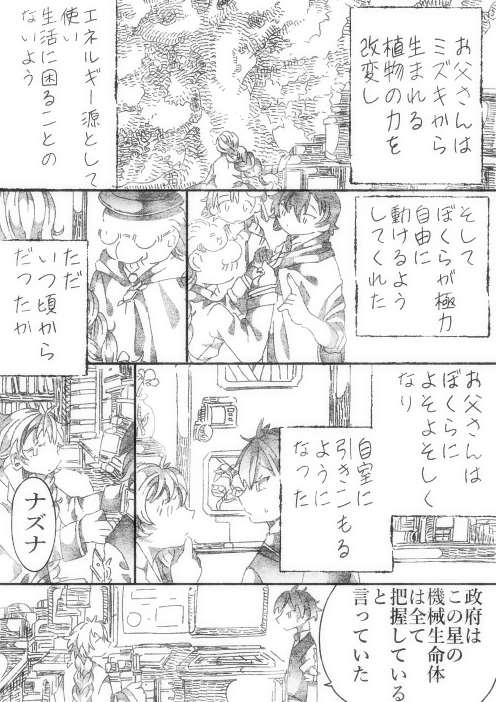 お父さんは
ミズキから
生まれる
植物の力を
改変し
エネルギー源として
使い
生活に困ることの
ないよう
そして
ぼくらが極力
自由に
動けるよう
してくれた
ただ
いつ頃から
だったか
お父さんは
ぼくらに
よそよそしく
なり
自室に
引きこもる
ように
なった
ナズナ
政府は
この星の
機械生命体
は全て
把握している
と
言っていた